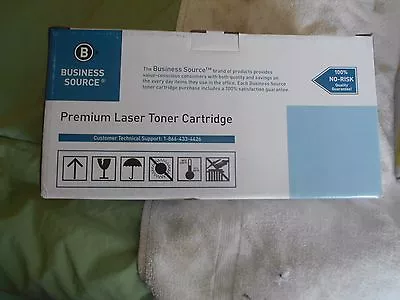 B
BUSINESS
SOURCE®
The Business Source™ brand of products provides
value-conscious consumers with both quality and savings on
the every day items they use in the office. Each Business Source
toner cartridge purchase includes a 100% satisfaction guarantee.
100%
NO-RISK
Quality
Guarantee!
Premium Laser Toner Cartridge
Customer Technical Support: 1-866-433-4626